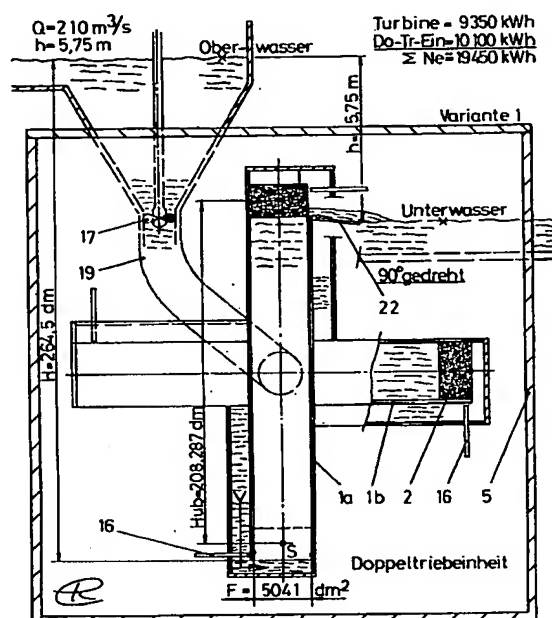 Q=210 m³/s
h=5,75 m
Turbine = 9350 kWh
Do-Tr-Ein=10100 kWh
Σ Ne=19450 kWh
Ober-wasser
h=5,75m
Variante 1
Unterwasser
17
19
90°gedreht
22
H=264,5 dm
Hub=208,287 dm
16
1a
1b
2
16
5
S
Doppeltriebeinheit
F = 5041 dm²